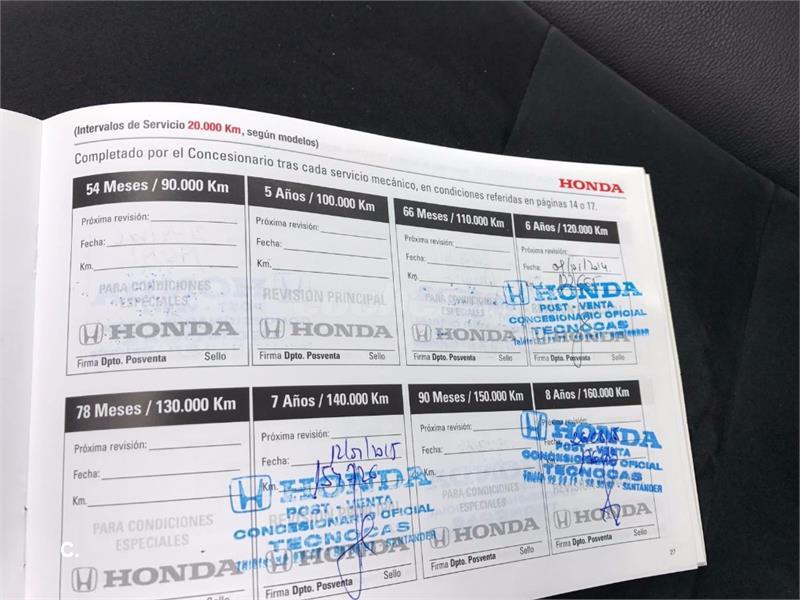 (Intervalos de Servicio 20.000 Km, según modelos)
Completado por el Concesionario tras cada servicio mecánico, en condiciones referidas en páginas 14 o 17.
HONDA
54 Meses / 90.000 Km
Próxima revisión:
Fecha:
Km.
PARA CONDICIONES
ESPECIALES
HONDA
Firma Dpto. Posventa Sello
5 Años / 100.000 Km
Próxima revisión:
Fecha:
Km.
REVISIÓN PRINCIPAL
HONDA
Firma Dpto. Posventa Sello
66 Meses / 110.000 Km
Próxima revisión:
Fecha:
Km.
PARA CONDICIONES
ESPECIALES
HONDA
Firma Dpto. Posventa Sello
6 Años / 120.000 Km
Próxima revisión:
Fecha:
HONDA
POST - VENTA
CONCESIONARIO OFICIAL
TECNOCAS
HONDA
Firma Dpto. Posventa Sello
78 Meses / 130.000 Km
Próxima revisión:
Fecha:
Km.
PARA CONDICIONES
ESPECIALES
HONDA
7 Años / 140.000 Km
Próxima revisión:
Fecha:
Km.
HONDA
POST - VENTA
CONCESIONARIO OFICIAL
TECNOCAS
SANTANDER
HONDA
Firma Dpto. Posventa Sello
90 Meses / 150.000 Km
Próxima revisión:
Fecha:
Km.
PARA CONDICIONES
ESPECIALES
HONDA
Firma Dpto. Posventa Sello
8 Años / 160.000 Km
HONDA
POST - VENTA
CONCESIONARIO OFICIAL
TECNOCAS
SANTANDER
HONDA
Firma Dpto. Posventa Sello
27
C.